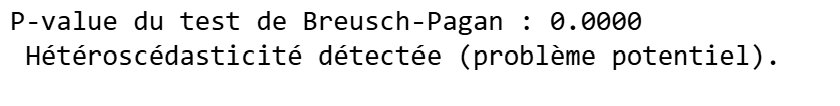 P-value du test de Breusch-Pagan : 0.0000
Hétéroscédasticité détectée (problème potentiel).